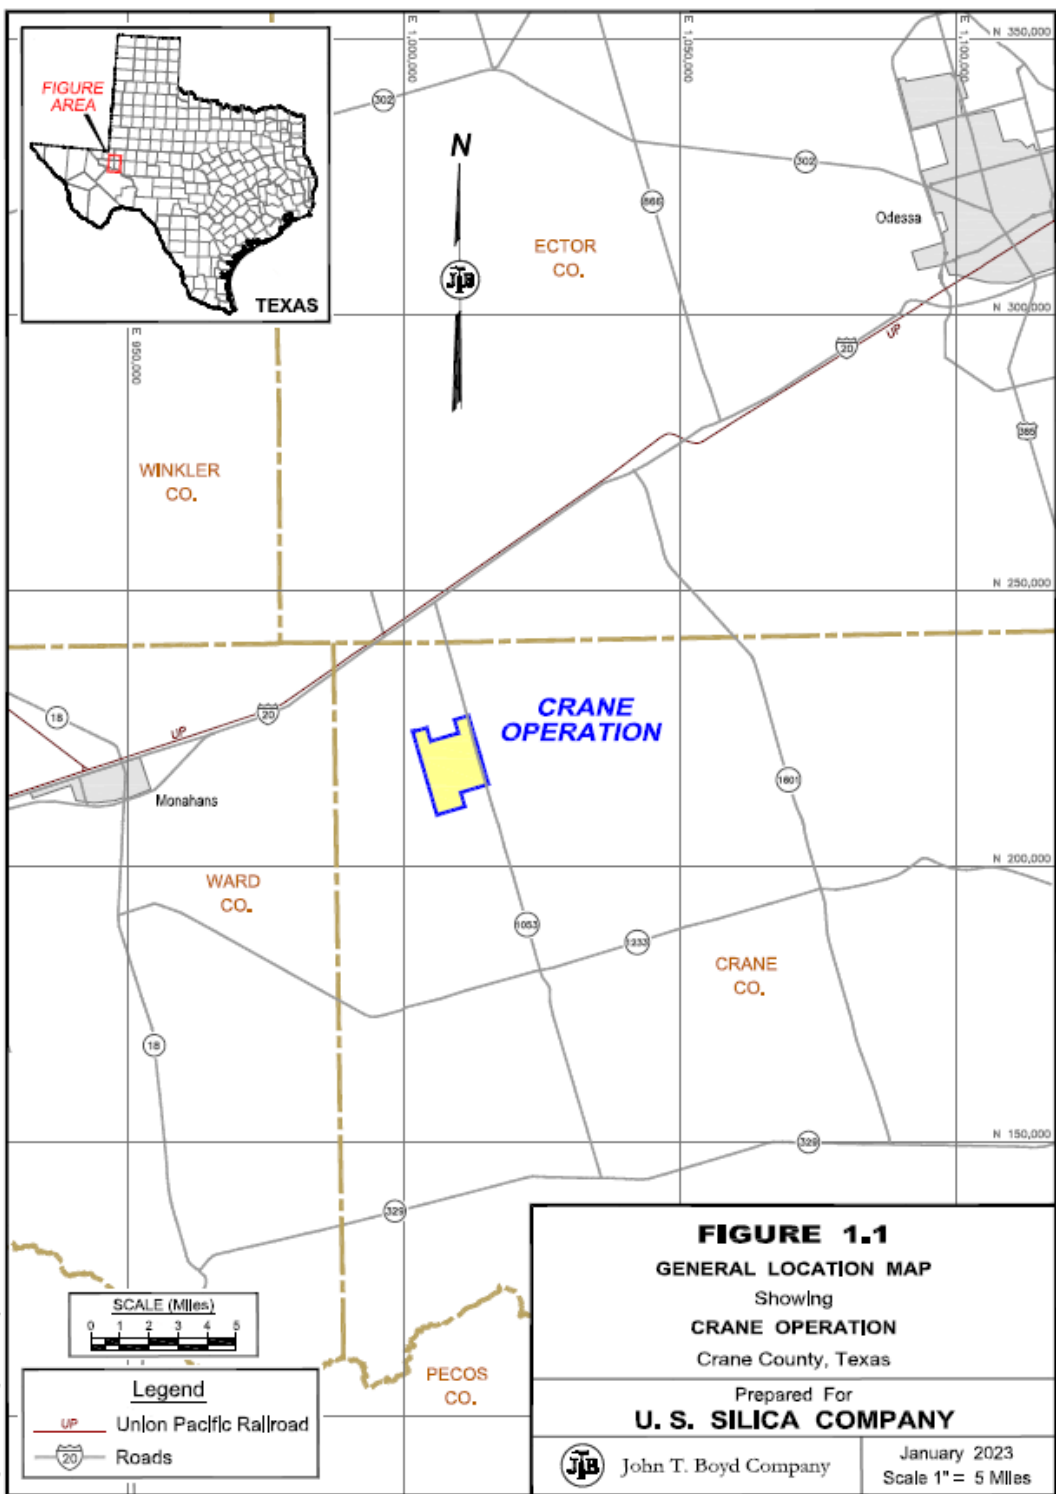 FIGURE
AREA
TEXAS
E 1,000,000
E 1,050,000
E 1,100,000
N 350,000
302
302
866
N
JTB
Odessa
ECTOR
CO.
E 950,000
N 300,000
20
UP
385
WINKLER
CO.
N 250,000
18
UP
20
CRANE
OPERATION
Monahans
1601
N 200,000
WARD
CO.
1053
1233
CRANE
CO.
18
N 150,000
329
329
SCALE (Miles)
0 1 2 3 4 5
PECOS
CO.
Legend
UP Union Pacific Railroad
20 Roads
FIGURE 1.1
GENERAL LOCATION MAP
Showing
CRANE OPERATION
Crane County, Texas
Prepared For
U. S. SILICA COMPANY
JTB John T. Boyd Company
January 2023
Scale 1" = 5 Miles